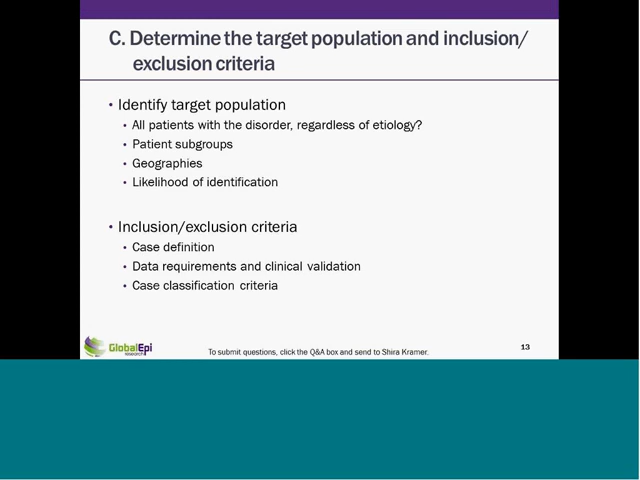 C. Determine the target population and inclusion/
exclusion criteria
• Identify target population
• All patients with the disorder, regardless of etiology?
• Patient subgroups
• Geographies
• Likelihood of identification
• Inclusion/exclusion criteria
• Case definition
• Data requirements and clinical validation
• Case classification criteria
GlobalEpi
research
To submit questions, click the Q&A box and send to Shira Kramer.
13